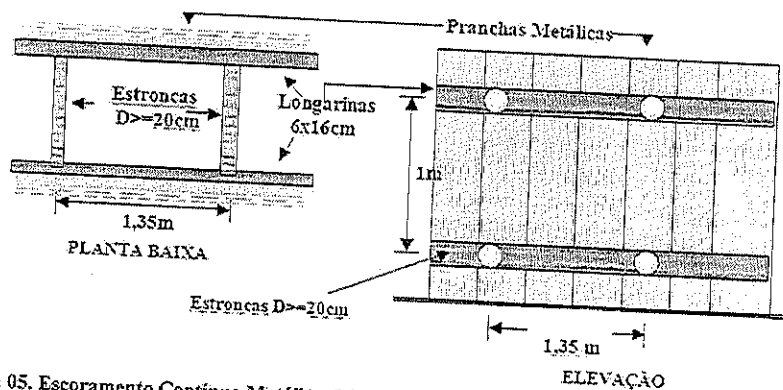 Pranchas Metálicas
Estroncas
D>=20cm
Longarinas
6x16cm
1m
1,35m
PLANTA BAIXA
Estroncas D>=20cm
1,35 m
ELEVAÇÃO
05. Escoramento Contínuo